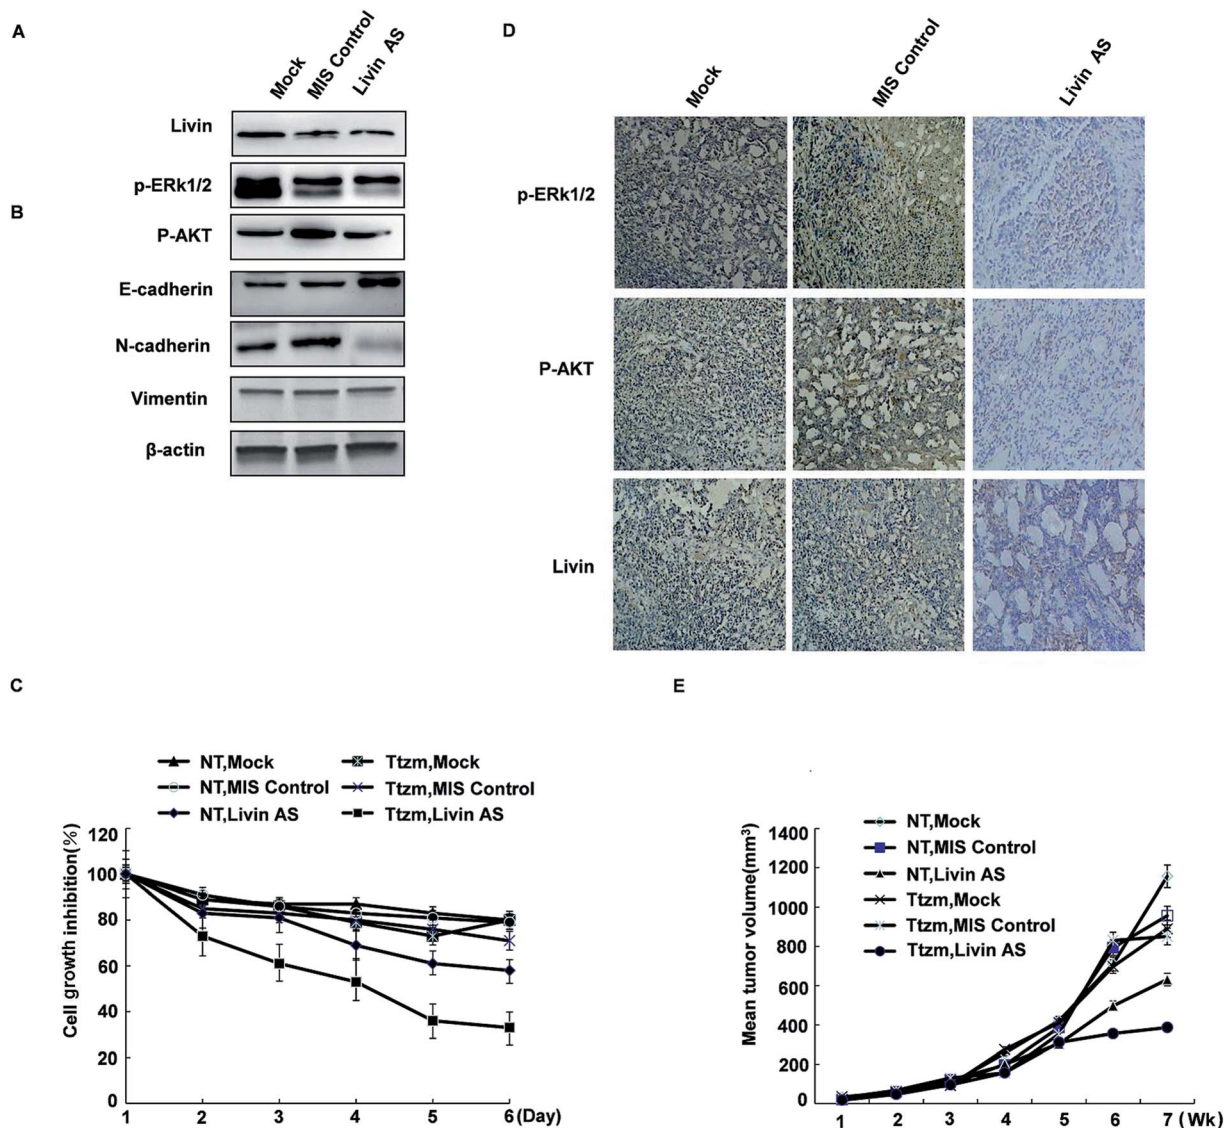 A
Mock
MIS Control
Livin AS
Livin
p-ERk1/2
B
P-AKT
E-cadherin
N-cadherin
Vimentin
β-actin
D
Mock
MIS Control
Livin AS
p-ERk1/2
P-AKT
Livin
C
NT,Mock
NT,MIS Control
NT,Livin AS
Ttzm,Mock
Ttzm,MIS Control
Ttzm,Livin AS
Cell growth inhibition(%)
120
100
80
60
40
20
0
1 2 3 4 5 6 (Day)
E
NT,Mock
NT,MIS Control
NT,Livin AS
Ttzm,Mock
Ttzm,MIS Control
Ttzm,Livin AS
Mean tumor volume(mm³)
1400
1200
1000
800
600
400
200
0
1 2 3 4 5 6 7 (Wk)